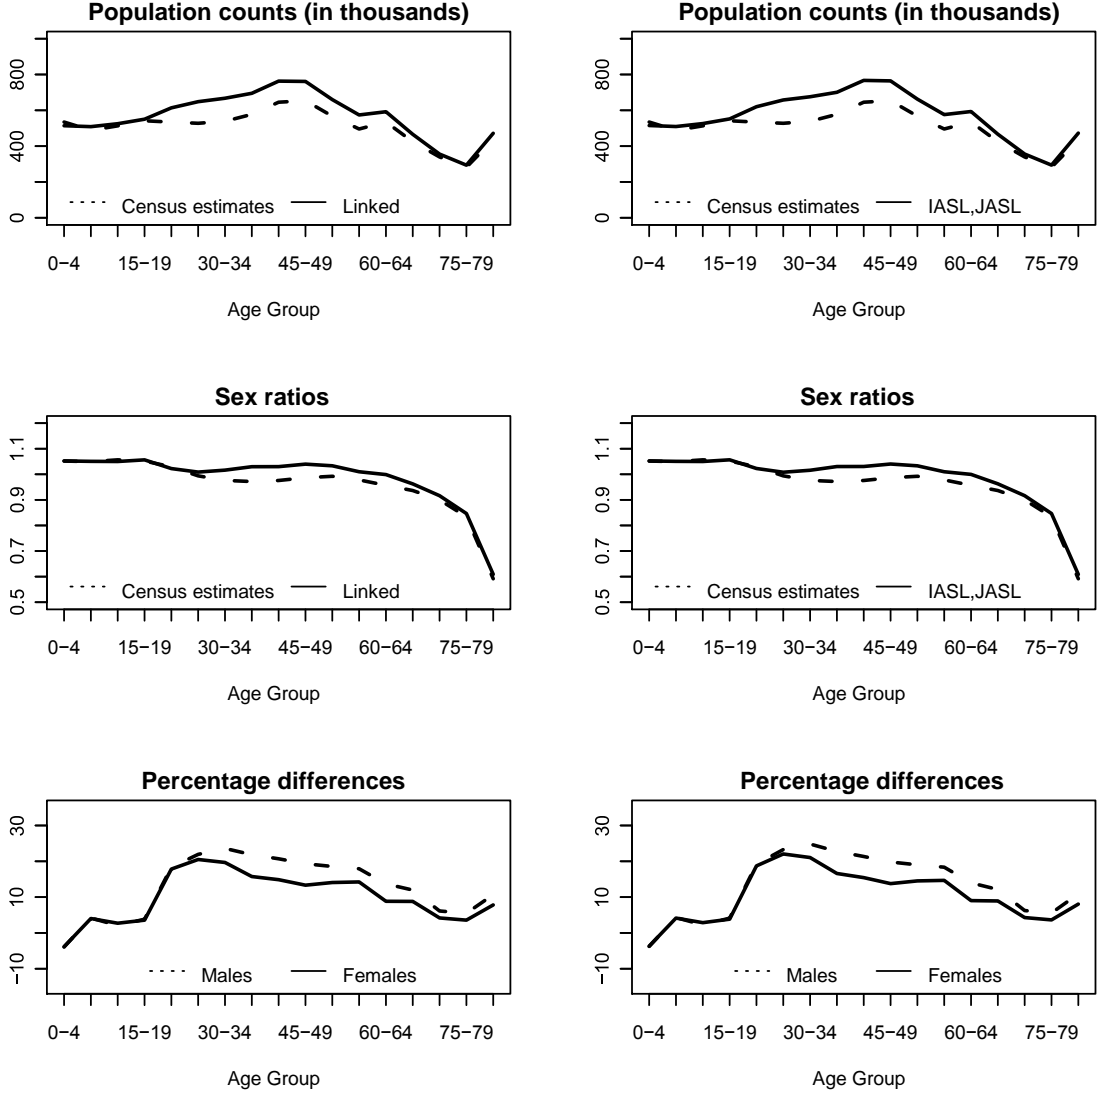 Population counts (in thousands)
800
400
0
Census estimates Linked
0−4 15−19 30−34 45−49 60−64 75−79
Age Group
Population counts (in thousands)
800
400
0
Census estimates IASL,JASL
0−4 15−19 30−34 45−49 60−64 75−79
Age Group
Sex ratios
1.1
0.9
0.7
0.5
Census estimates Linked
0−4 15−19 30−34 45−49 60−64 75−79
Age Group
Sex ratios
1.1
0.9
0.7
0.5
Census estimates IASL,JASL
0−4 15−19 30−34 45−49 60−64 75−79
Age Group
Percentage differences
30
10
−10
Males Females
0−4 15−19 30−34 45−49 60−64 75−79
Age Group
Percentage differences
30
10
−10
Males Females
0−4 15−19 30−34 45−49 60−64 75−79
Age Group